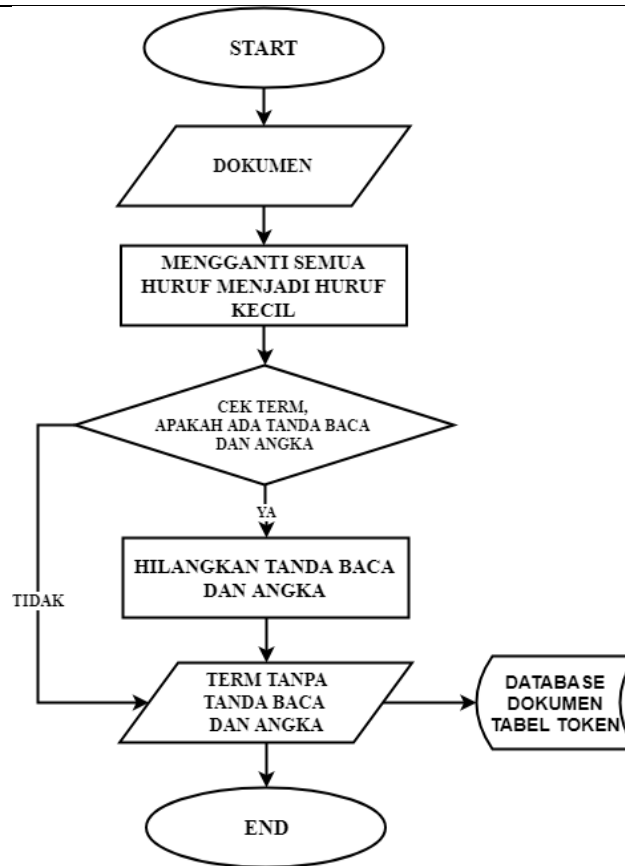 START
DOKUMEN
MENGGANTI SEMUA
HURUF MENJADI HURUF
KECIL
CEK TERM,
APAKAH ADA TANDA BACA
DAN ANGKA
YA
HILANGKAN TANDA BACA
DAN ANGKA
TIDAK
TERM TANPA
TANDA BACA
DAN ANGKA
DATABASE
DOKUMEN
TABEL TOKEN
END